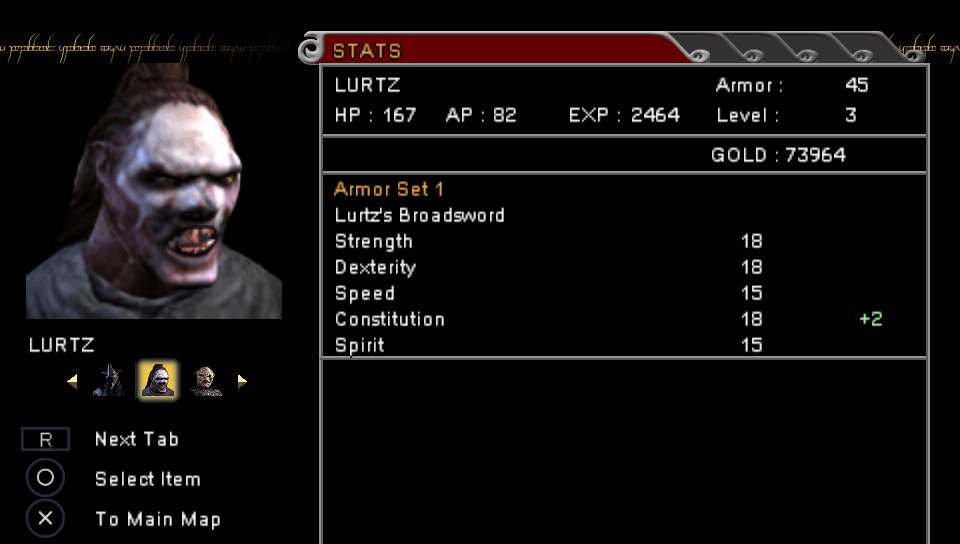 STATS
LURTZ Armor : 45
HP : 167 AP : 82 EXP : 2464 Level : 3
GOLD : 73964
Armor Set 1
Lurtz's Broadsword
Strength 18
Dexterity 18
Speed 15
Constitution 18 +2
Spirit 15
LURTZ
R Next Tab
Select Item
To Main Map